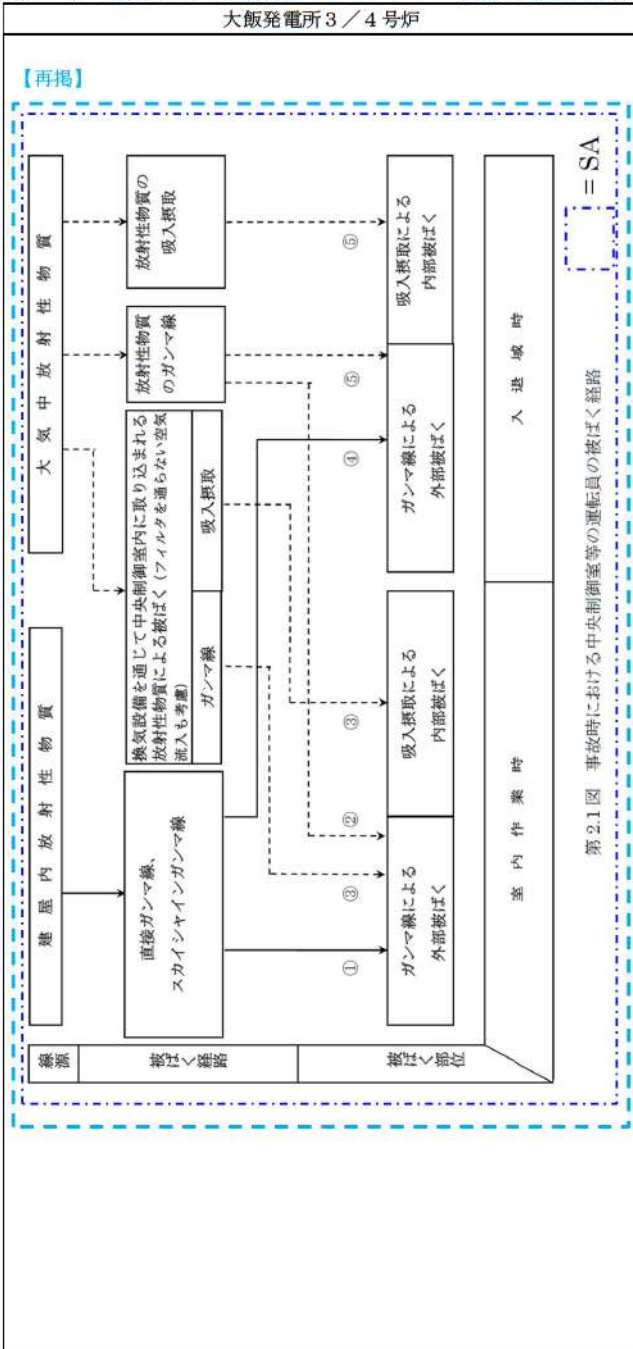 大飯発電所３／４号炉
【再掲】
線源
被ばく経路
被ばく部位
建屋内放射性物質
大気中放射性物質
直接ガンマ線、
スカイシャインガンマ線
換気設備を通じて中央制御室内に取り込まれる
放射性物質による被ばく(フィルタを通らない空気
流入も考慮)
ガンマ線
吸入摂取
放射性物質
のガンマ線
放射性物質の
吸入摂取
①
③
②
③
④
⑤
⑤
ガンマ線による
外部被ばく
吸入摂取による
内部被ばく
ガンマ線による
外部被ばく
吸入摂取による
内部被ばく
室内作業時
入退域時
第 2.1 図 事故時における中央制御室等の運転員の被ばく経路
＝SA